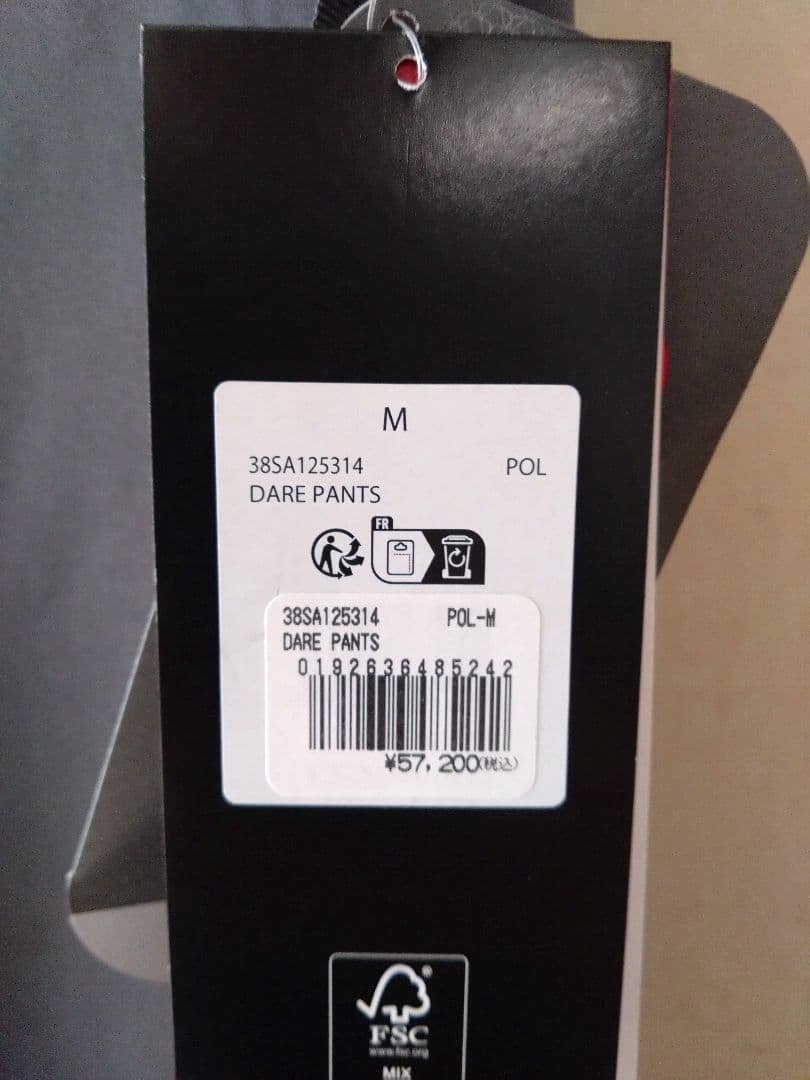 M
38SA125314 POL
DARE PANTS
FR
38SA125314 POL-M
DARE PANTS
0192636485242
¥57,200(税込)
FSC
www.fsc.org
MIX